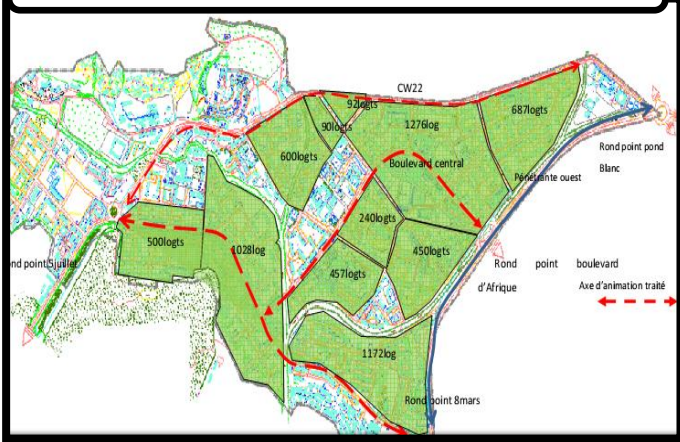 CW22
92logts
90logts
1276log
687logts
600logts
Boulevard central
Rond point pond
Blanc
Pénétrante ouest
240logts
500logts
1028log
450logts
ond point 5juillet
457logts
Rond point boulevard
d'Afrique
Axe d'animation traité
1172log
Rond point 8mars